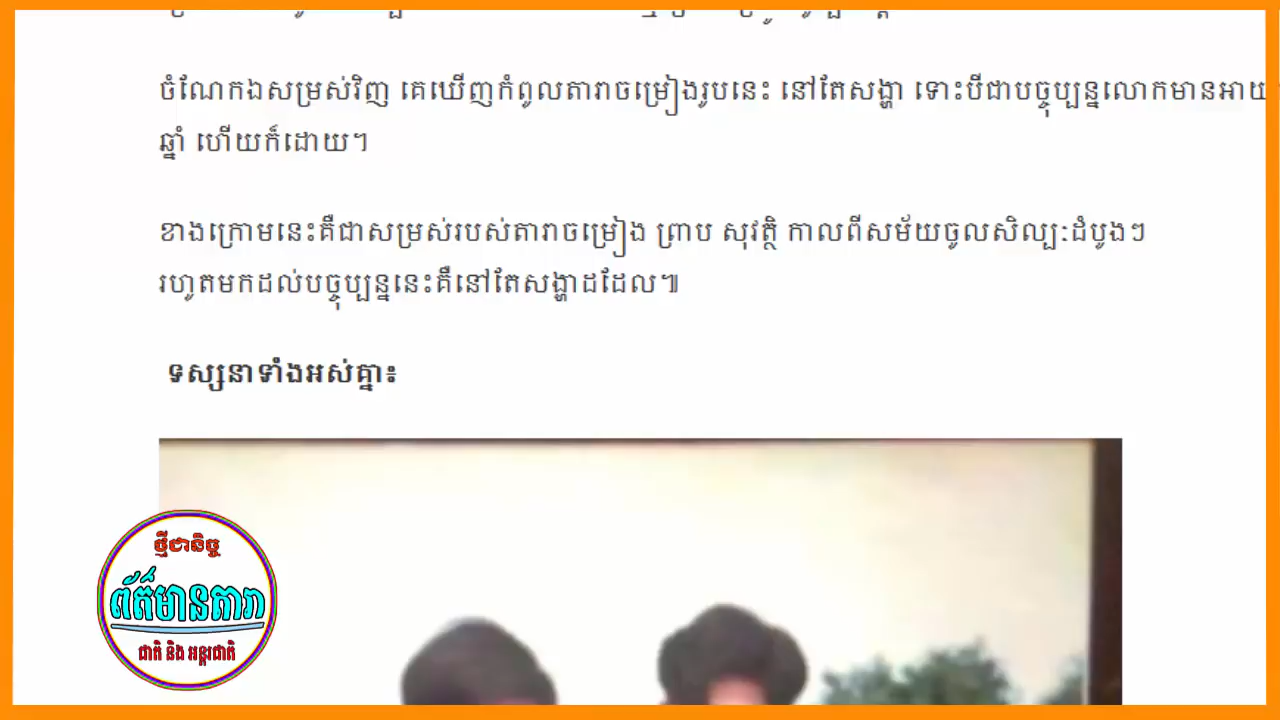 ចំណែកឯសម្រស់វិញ គេឃើញកំពូលតារាចម្រៀងរូបនេះ នៅតែសង្ហា ទោះបីជាបច្ចុប្បន្នលោកមានអាយ
ឆ្នាំ ហើយក៏ដោយ។
ខាងក្រោមនេះគឺជាសម្រស់របស់តារាចម្រៀង ព្រាប សុវត្ថិ កាលពីសម័យចូលសិល្បៈដំបូងៗ
រហូតមកដល់បច្ចុប្បន្ននេះគឺនៅតែសង្ហាដដែល៕
ទស្សនាទាំងអស់គ្នា៖
ថ្មីជានិច្ច
ព័ត៌មានតារា
ជាតិ និង អន្តរជាតិ